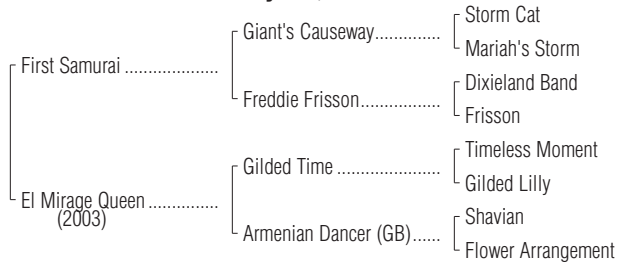 Storm Cat
Giant's Causeway..............
Mariah's Storm
First Samurai ....................
Dixieland Band
Freddie Frisson.................
Frisson
Timeless Moment
Gilded Time ......................
Gilded Lilly
El Mirage Queen ...............
(2003)
Shavian
Armenian Dancer (GB)......
Flower Arrangement